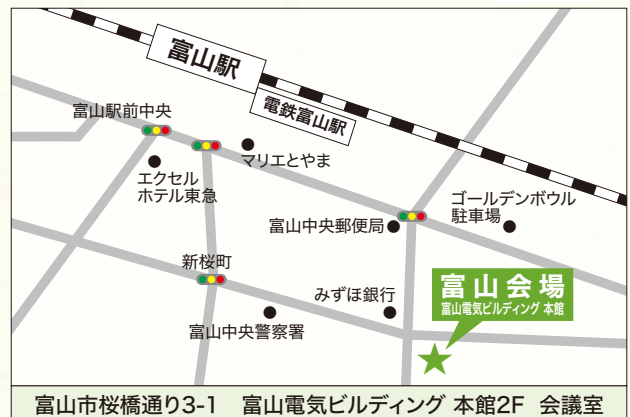 富山駅
電鉄富山駅
富山駅前中央
マリエとやま
エクセル
ホテル東急
ゴールデンボウル
駐車場
富山中央郵便局
新桜町
みずほ銀行
富山会場
富山電気ビルディング 本館
富山中央警察署
富山市桜橋通り3-1　富山電気ビルディング 本館2F 会議室